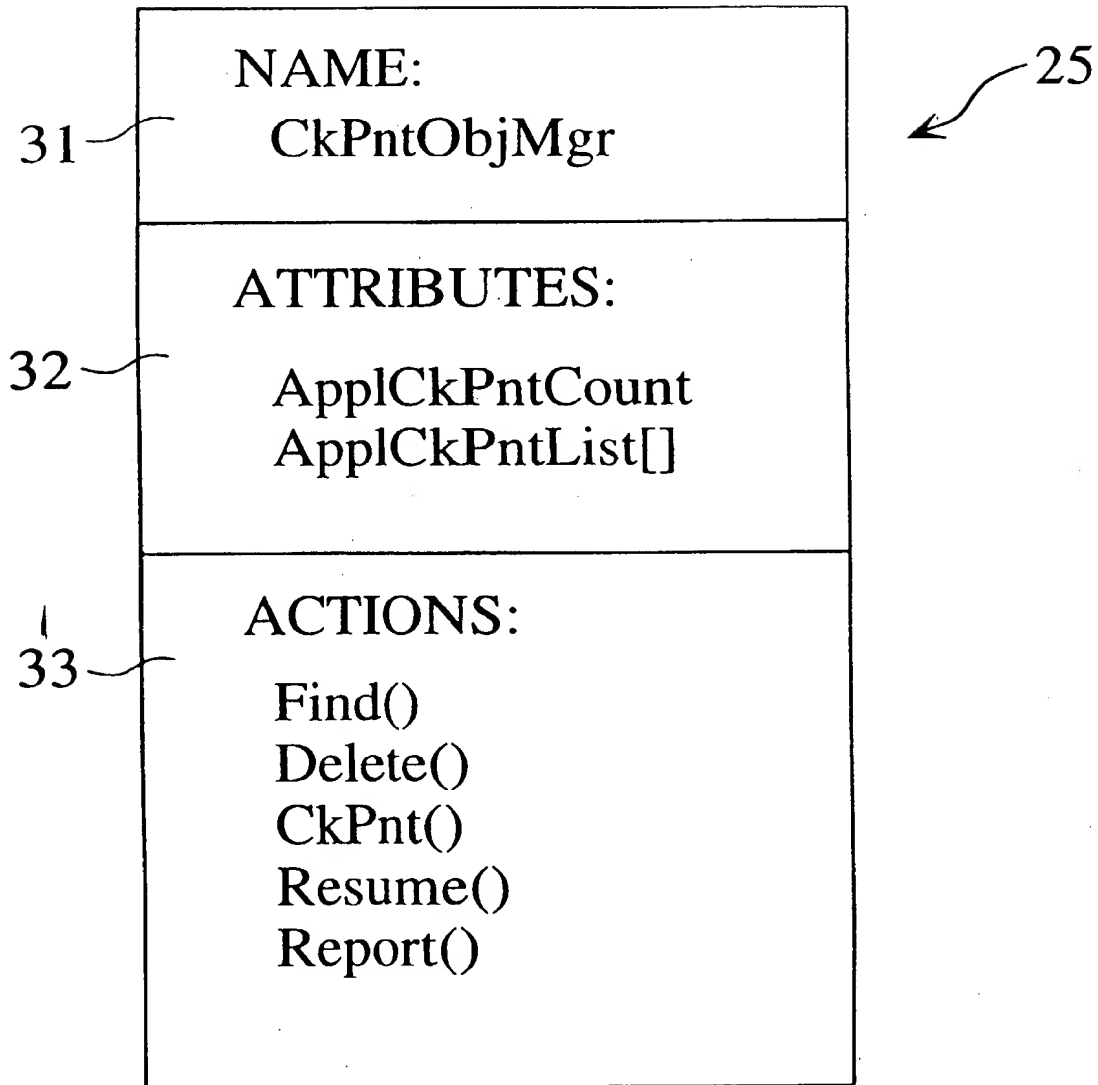 NAME:
25
CkPntObjMgr
31
ATTRIBUTES:
32
ApplCkPntCount
ApplCkPntList[]
ACTIONS:
33
Find()
Delete()
CkPnt()
Resume()
Report()